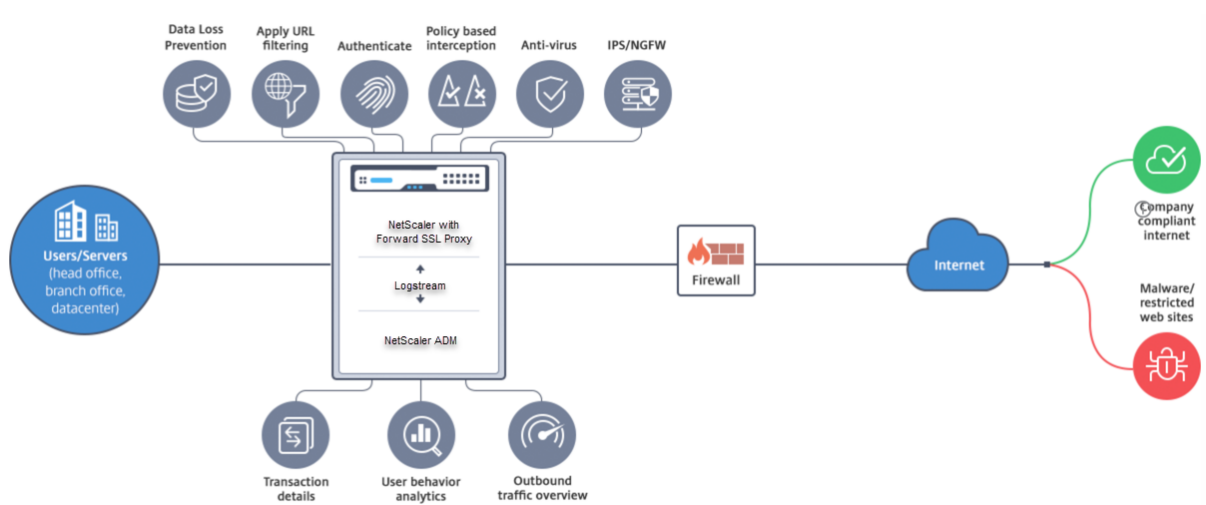 Data Loss
Prevention
Apply URL
filtering
Authenticate
Policy based
interception
Anti-virus
IPS/NGFW
Users/Servers
(head office,
branch office,
datacenter)
NetScaler with
Forward SSL Proxy
Logstream
NetScaler ADM
Firewall
Internet
Company
compliant
internet
Malware/
restricted
web sites
Transaction
details
User behavior
analytics
Outbound
traffic overview